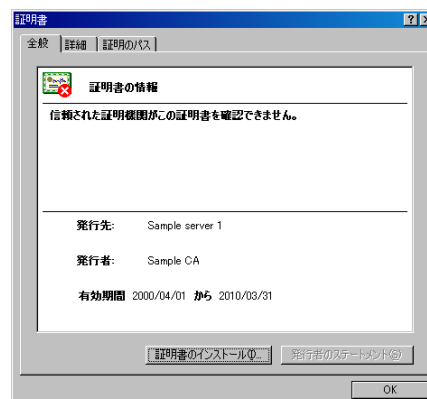 証明書
全般 詳細 証明のパス
証明書の情報
信頼された証明機関がこの証明書を確認できません。
発行先: Sample server 1
発行者: Sample CA
有効期間 2000/04/01 から 2010/03/31
証明書のインストール(I)... 発行者のステートメント(S)
OK